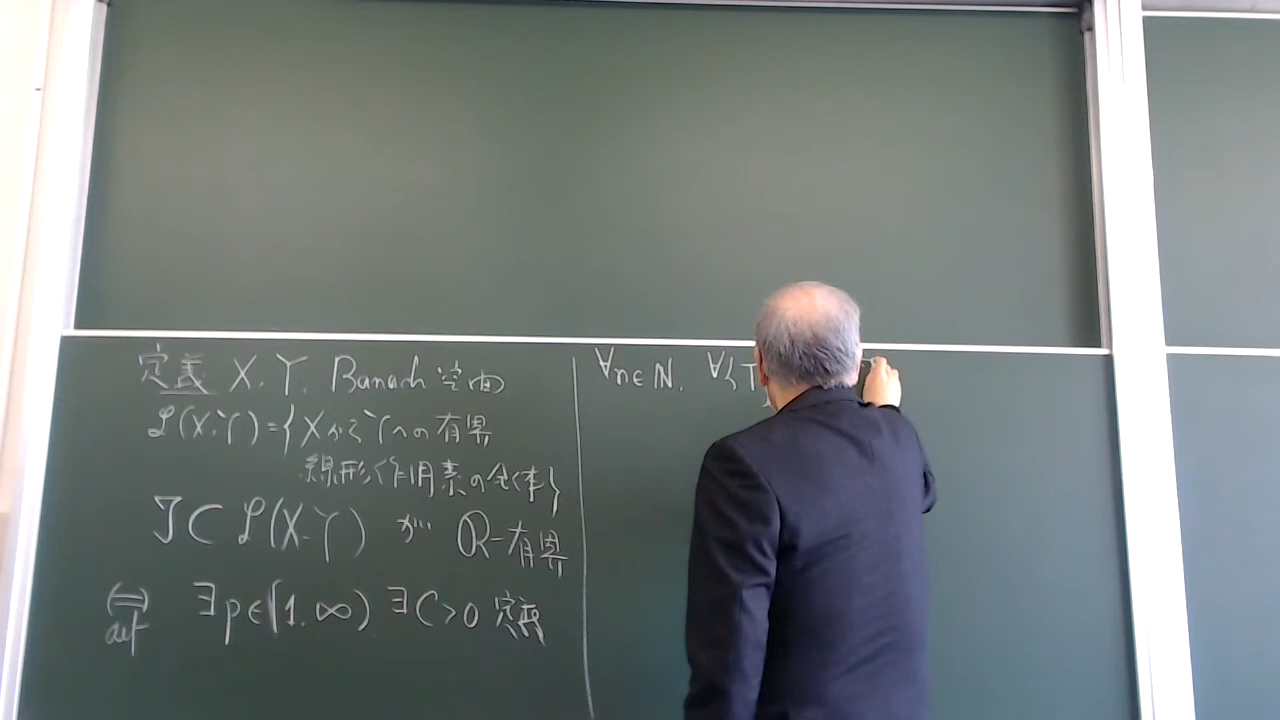 定義 X, Y, Banach 空間
ℒ(X, Y) = { X から Y への有界
線形作用素の全体 }
𝒯 ⊂ ℒ(X, Y) が ℛ-有界
⇔def ∃p ∈ [1, ∞) ∃C > 0 定義
∀n ∈ N, ∀{T